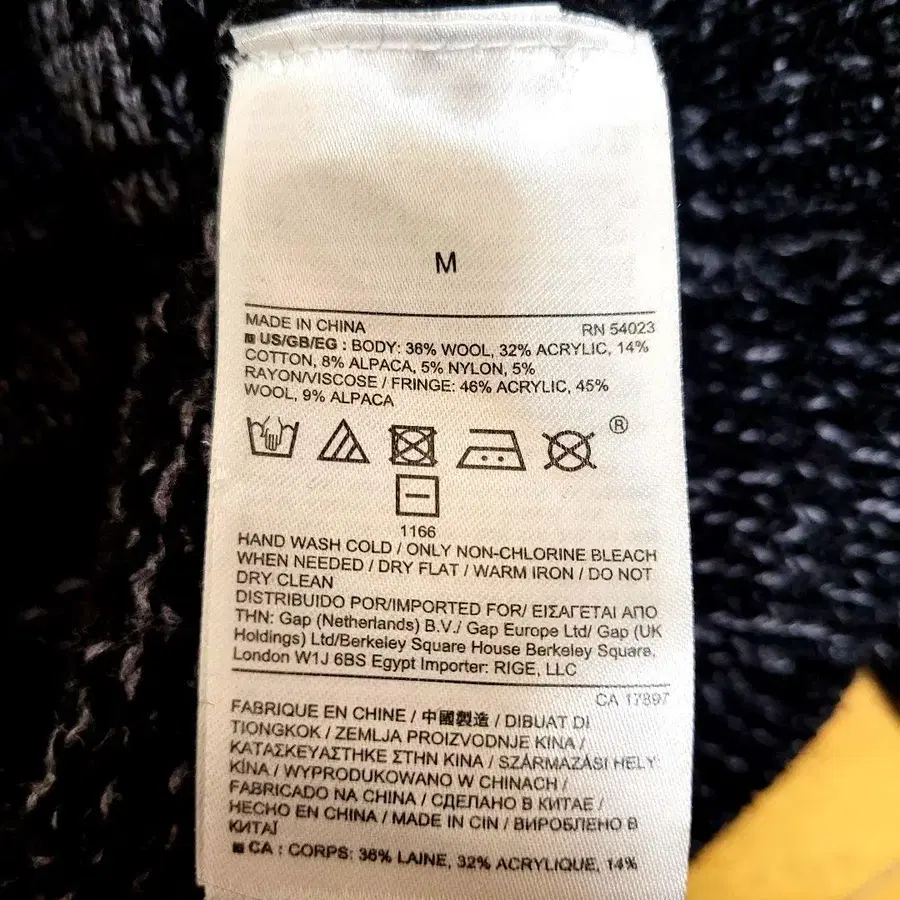 M
MADE IN CHINA RN 54023
US/GB/EG : BODY: 36% WOOL, 32% ACRYLIC, 14%
COTTON, 8% ALPACA, 5% NYLON, 5%
RAYON/VISCOSE / FRINGE: 46% ACRYLIC, 45%
WOOL, 9% ALPACA
®
1166
HAND WASH COLD / ONLY NON-CHLORINE BLEACH
WHEN NEEDED / DRY FLAT / WARM IRON / DO NOT
DRY CLEAN
DISTRIBUIDO POR/IMPORTED FOR/ ΕΙΣΑΓΕΤΑΙ ΑΠΟ
THN: Gap (Netherlands) B.V./ Gap Europe Ltd/ Gap (UK
Holdings) Ltd/Berkeley Square House Berkeley Square,
London W1J 6BS Egypt Importer: RIGE, LLC
CA 17897
FABRIQUE EN CHINE / 中國製造 / DIBUAT DI
TIONGKOK / ZEMLJA PROIZVODNJE KINA /
ΚΑΤΑΣΚΕΥΑΣΤΗΚΕ ΣΤΗΝ ΚΙΝΑ / SZÁRMAZÁSI HELY:
KÍNA / WYPRODUKOWANO W CHINACH /
FABRICADO NA CHINA / СДЕЛАНО В КИТАЕ /
HECHO EN CHINA / MADE IN CIN / ВИРОБЛЕНО В
КИТАЇ
CA : CORPS: 36% LAINE, 32% ACRYLIQUE, 14%